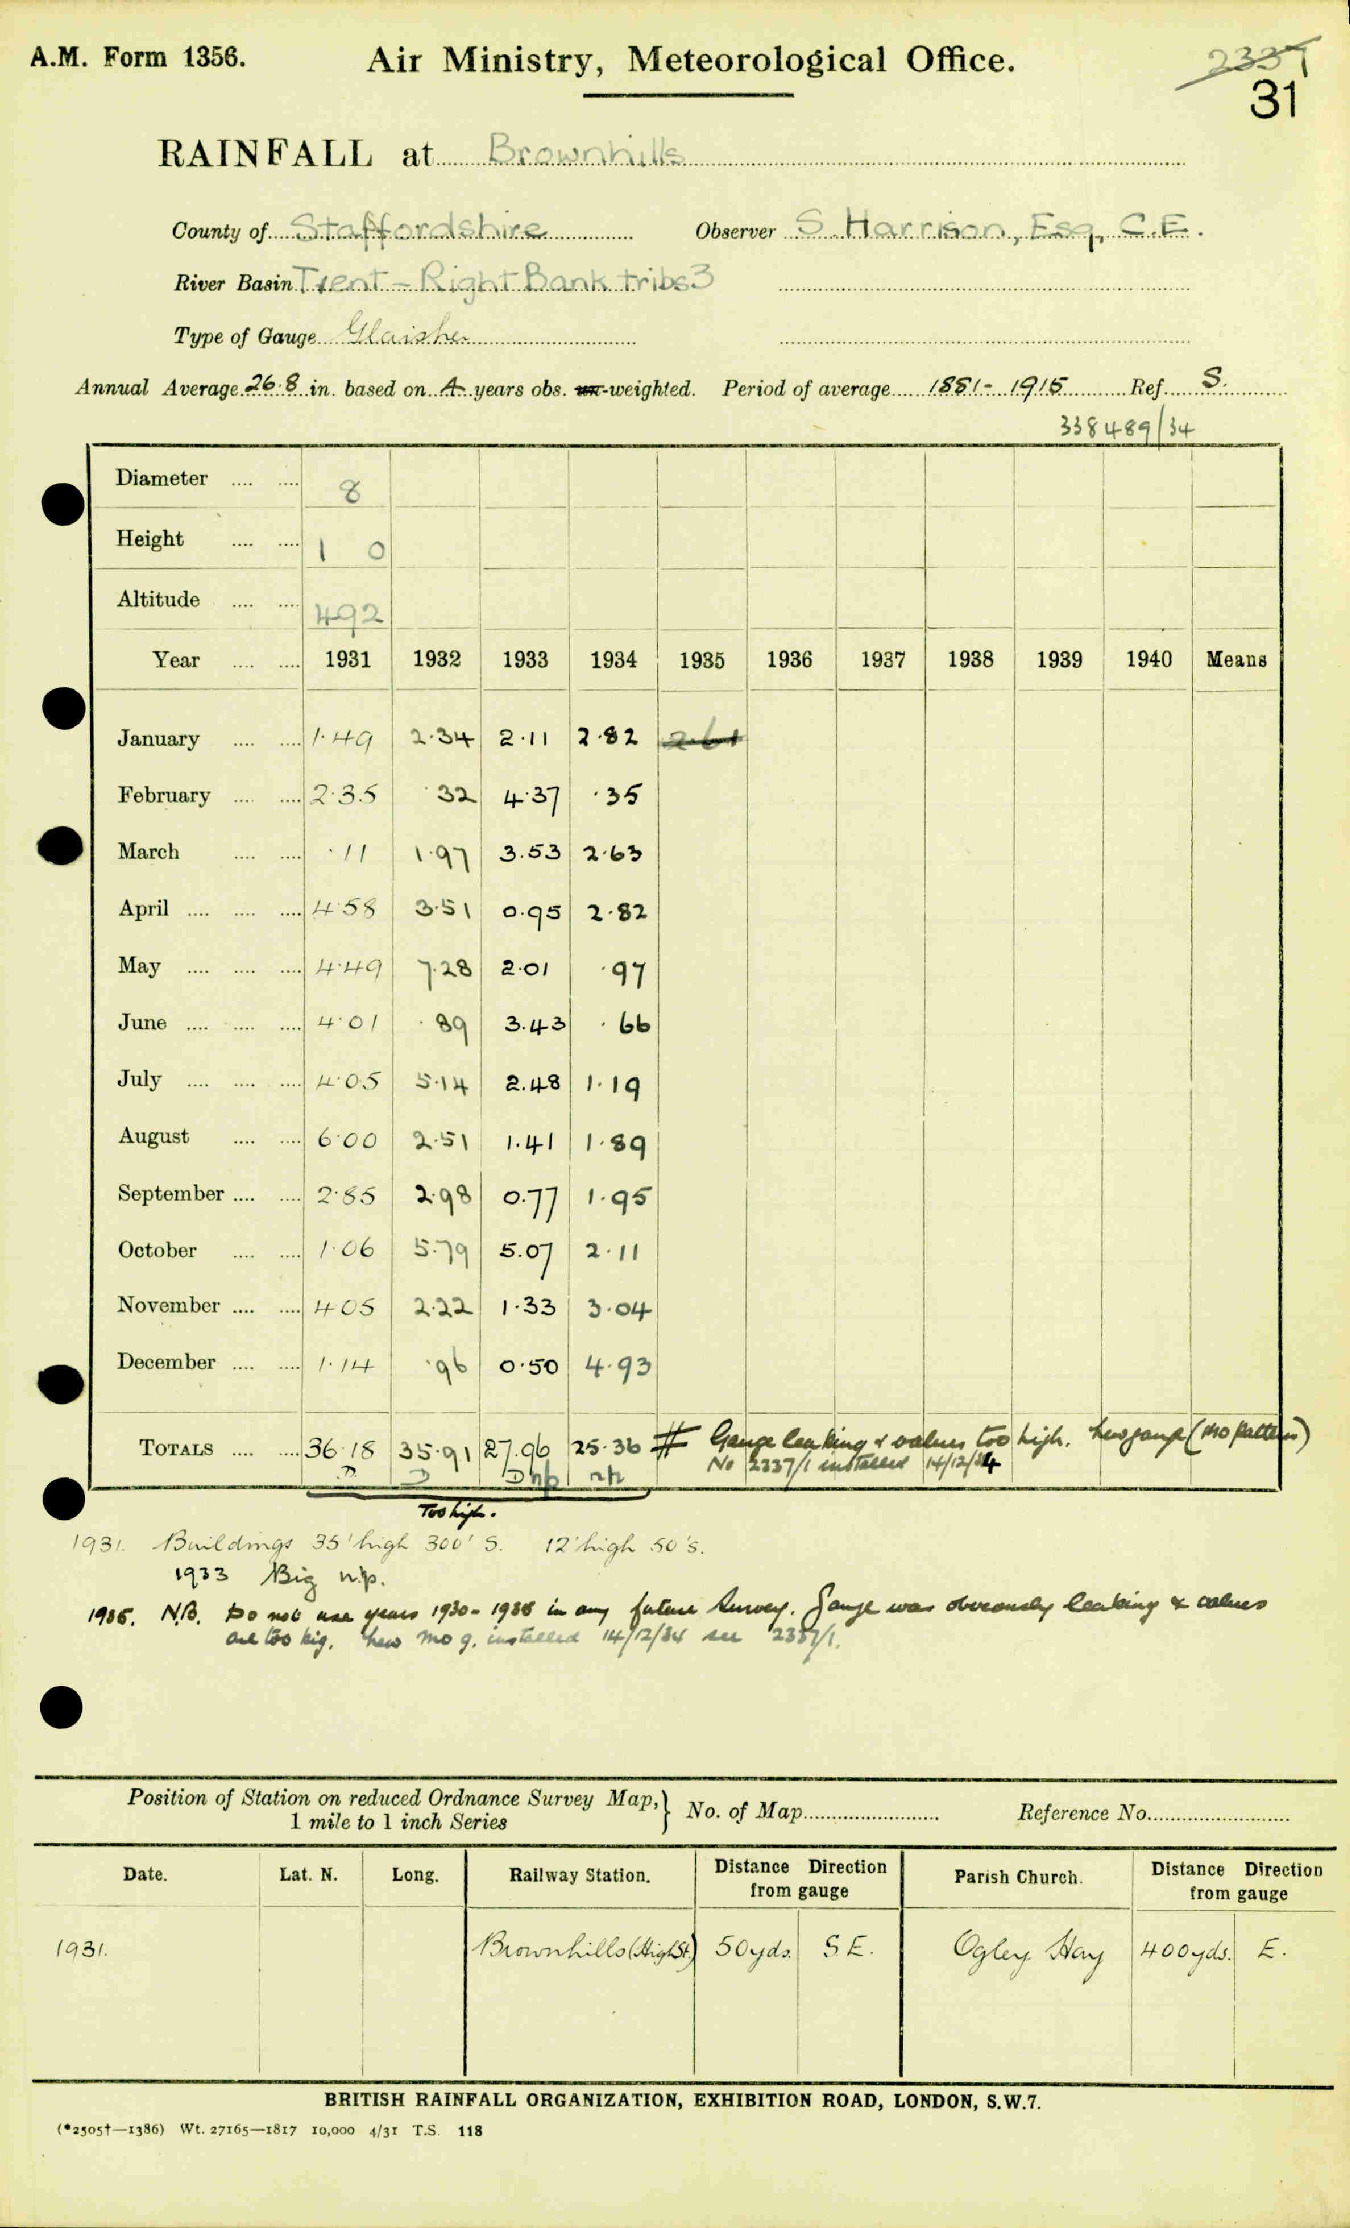 A.M. Form 1356. Air Ministry, Meteorological Office. 2337
31
RAINFALL at Brownhills
County of Staffordshire Observer S. Harrison, Esq, C.E.
River Basin Trent - Right Bank tribs 3
Type of Gauge Glaisher
Annual Average 26.8 in. based on 4 years obs. un-weighted. Period of average 1881 - 1915 Ref. S.
338489/34
Diameter .... .... 8
Height .... .... 1 0
Altitude .... .... 492
Year .... .... 1931 1932 1933 1934 1935 1936 1937 1938 1939 1940 Means
January .... .... 1.49 2.34 2.11 2.82 2.61
February .... .... 2.35 .32 4.37 .35
March .... .... .11 1.97 3.53 2.63
April .... .... .... 4.58 3.51 0.95 2.82
May .... .... .... 4.49 7.28 2.01 .97
June .... .... .... 4.01 .89 3.43 .66
July .... .... .... 4.05 5.14 2.48 1.19
August .... .... 6.00 2.51 1.41 1.89
September .... .... 2.85 2.98 0.77 1.95
October .... .... 1.06 5.79 5.07 2.11
November .... .... 4.05 2.22 1.33 3.04
December .... .... 1.14 .96 0.50 4.93
TOTALS .... .... 36.18 35.91 27.96 25.36 # Gauge leaking & values too high. New gauge (MO Pattern)
D D D np np No 2337/1 installed 14/12/34
Too high.
1931. Buildings 35' high 300' S. 12' high 50' S.
1933 Big n.p.
1935. N.B. Do not use years 1930 - 1935 in any future Survey. Gauge was obviously leaking & values
are too big. New MO g. installed 14/12/34 see 2337/1.
Position of Station on reduced Ordnance Survey Map, } No. of Map Reference No.
1 mile to 1 inch Series
Date. Lat. N. Long. Railway Station. Distance Direction from gauge Parish Church. Distance Direction from gauge
1931. Brownhills (High St) 50 yds. S E. Ogley Hay 400 yds. E.
BRITISH RAINFALL ORGANIZATION, EXHIBITION ROAD, LONDON, S.W.7.
(*2505†—1386) Wt. 27165—1817 10,000 4/31 T.S. 118